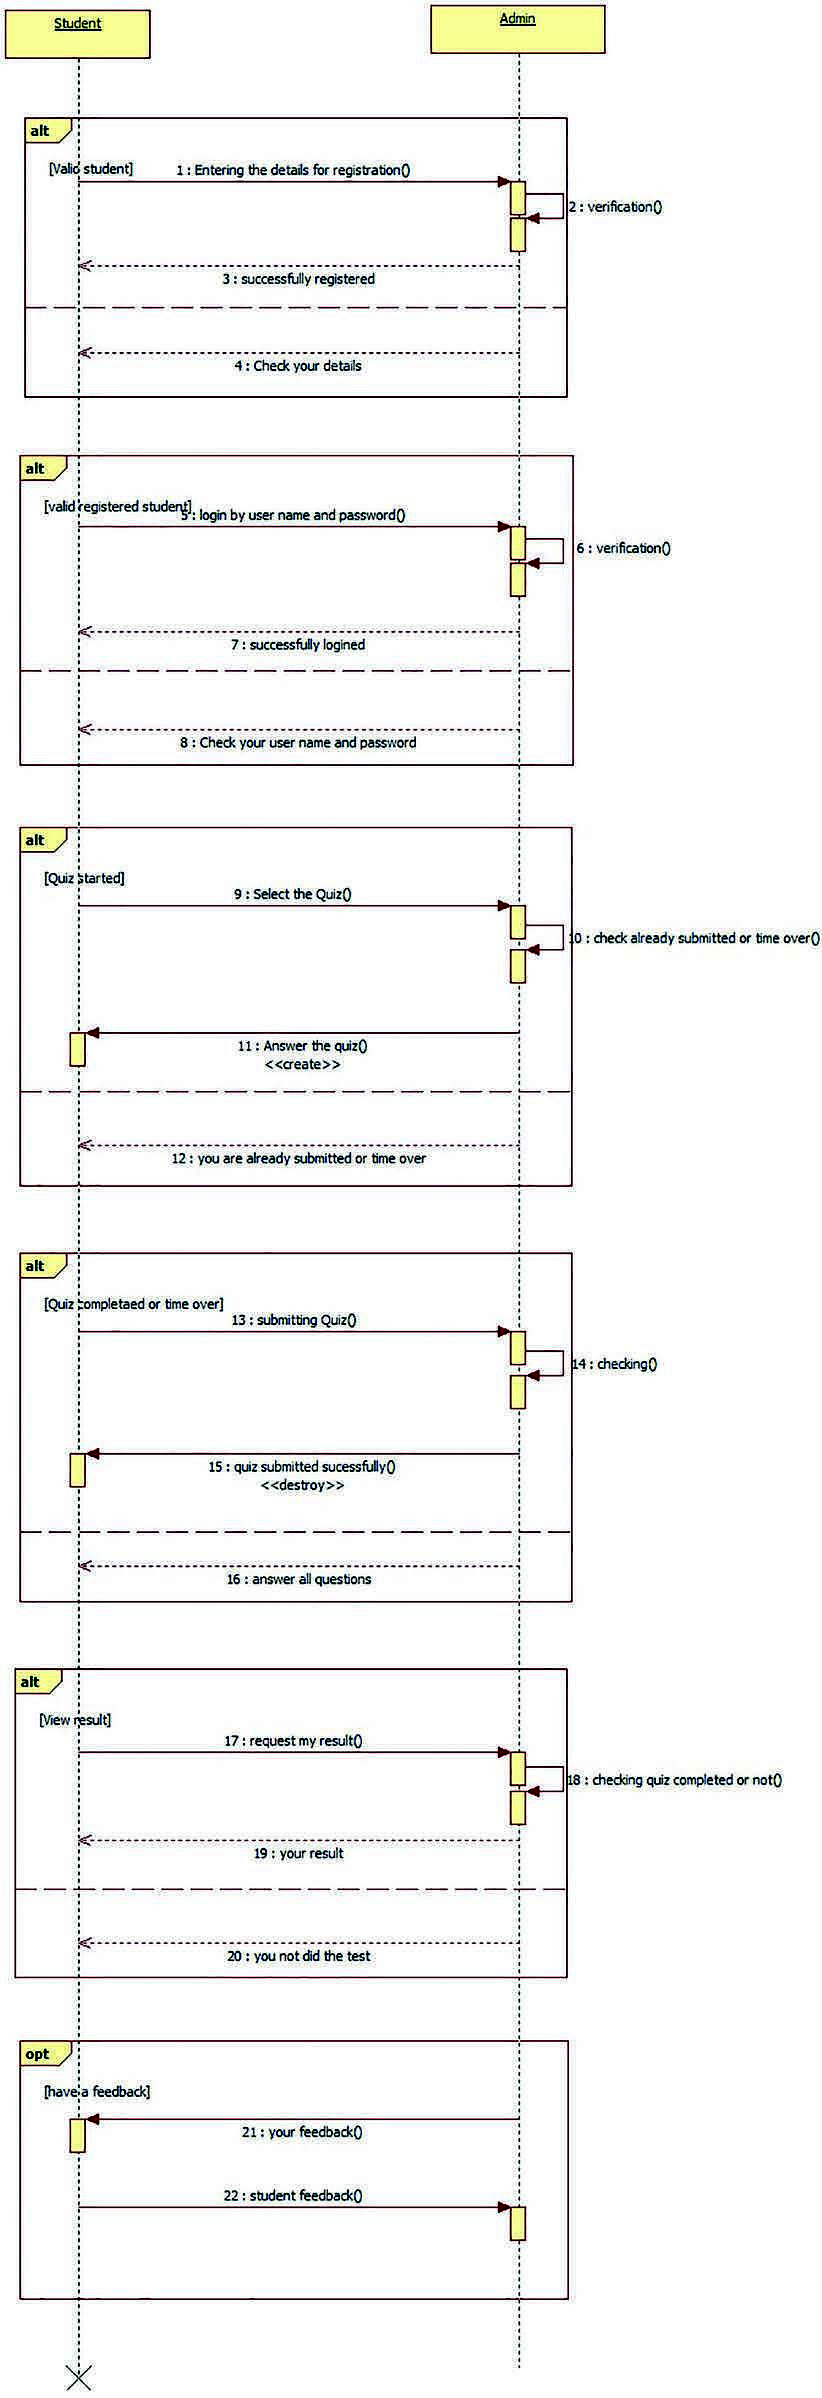 Student
Admin
alt
[Valid student]
1 : Entering the details for registration()
2 : verification()
3 : successfully registered
4 : Check your details
alt
[valid registered student]
5 : login by user name and password()
6 : verification()
7 : successfully logined
8 : Check your user name and password
alt
[Quiz started]
9 : Select the Quiz()
10 : check already submitted or time over()
11 : Answer the quiz()
<<create>>
12 : you are already submitted or time over
alt
[Quiz completaed or time over]
13 : submitting Quiz()
14 : checking()
15 : quiz submitted sucessfully()
<<destroy>>
16 : answer all questions
alt
[View result]
17 : request my result()
18 : checking quiz completed or not()
19 : your result
20 : you not did the test
opt
[have a feedback]
21 : your feedback()
22 : student feedback()